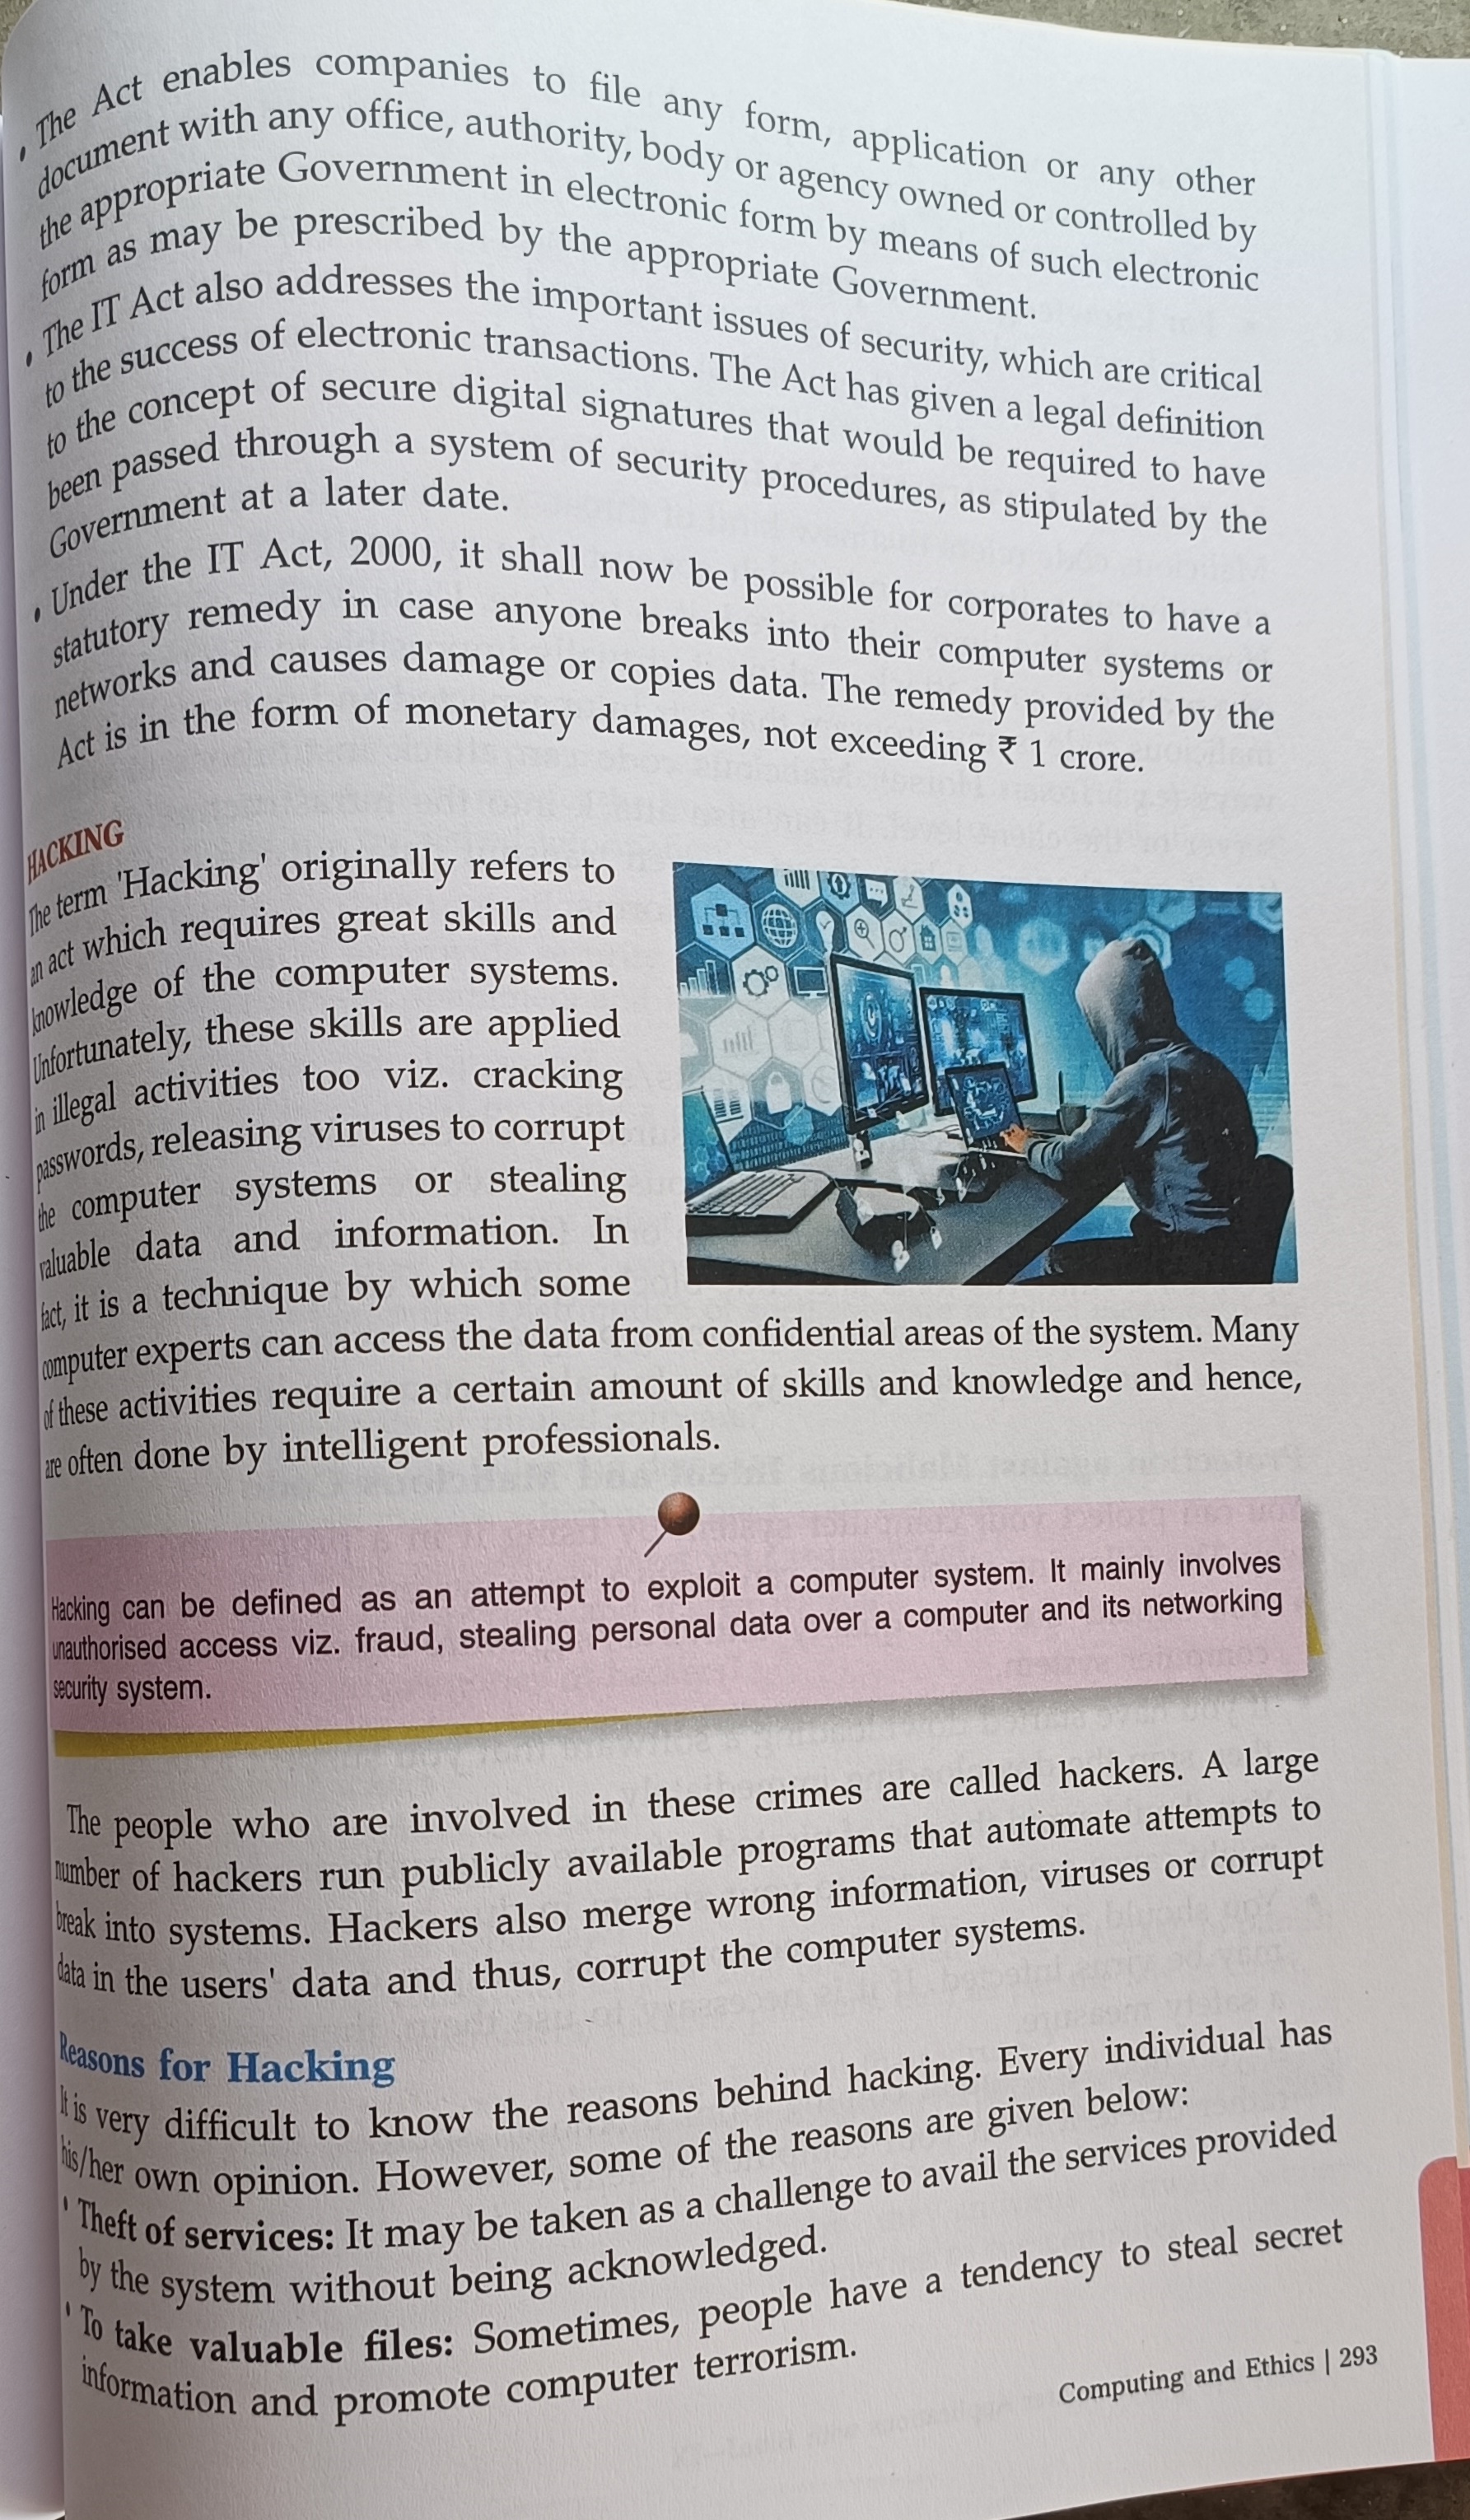 • The Act enables companies to file any form, application or any other
document with any office, authority, body or agency owned or controlled by
the appropriate Government in electronic form by means of such electronic
form as may be prescribed by the appropriate Government.
• The IT Act also addresses the important issues of security, which are critical
to the success of electronic transactions. The Act has given a legal definition
to the concept of secure digital signatures that would be required to have
been passed through a system of security procedures, as stipulated by the
Government at a later date.
• Under the IT Act, 2000, it shall now be possible for corporates to have a
statutory remedy in case anyone breaks into their computer systems or
networks and causes damage or copies data. The remedy provided by the
Act is in the form of monetary damages, not exceeding ₹ 1 crore.
HACKING
The term 'Hacking' originally refers to
an act which requires great skills and
knowledge of the computer systems.
Unfortunately, these skills are applied
in illegal activities too viz. cracking
passwords, releasing viruses to corrupt
the computer systems or stealing
valuable data and information. In
fact, it is a technique by which some
computer experts can access the data from confidential areas of the system. Many
of these activities require a certain amount of skills and knowledge and hence,
are often done by intelligent professionals.
Hacking can be defined as an attempt to exploit a computer system. It mainly involves
unauthorised access viz. fraud, stealing personal data over a computer and its networking
security system.
The people who are involved in these crimes are called hackers. A large
number of hackers run publicly available programs that automate attempts to
break into systems. Hackers also merge wrong information, viruses or corrupt
data in the users' data and thus, corrupt the computer systems.
Reasons for Hacking
It is very difficult to know the reasons behind hacking. Every individual has
his/her own opinion. However, some of the reasons are given below:
• Theft of services: It may be taken as a challenge to avail the services provided
by the system without being acknowledged.
• To take valuable files: Sometimes, people have a tendency to steal secret
information and promote computer terrorism.
Computing and Ethics | 293